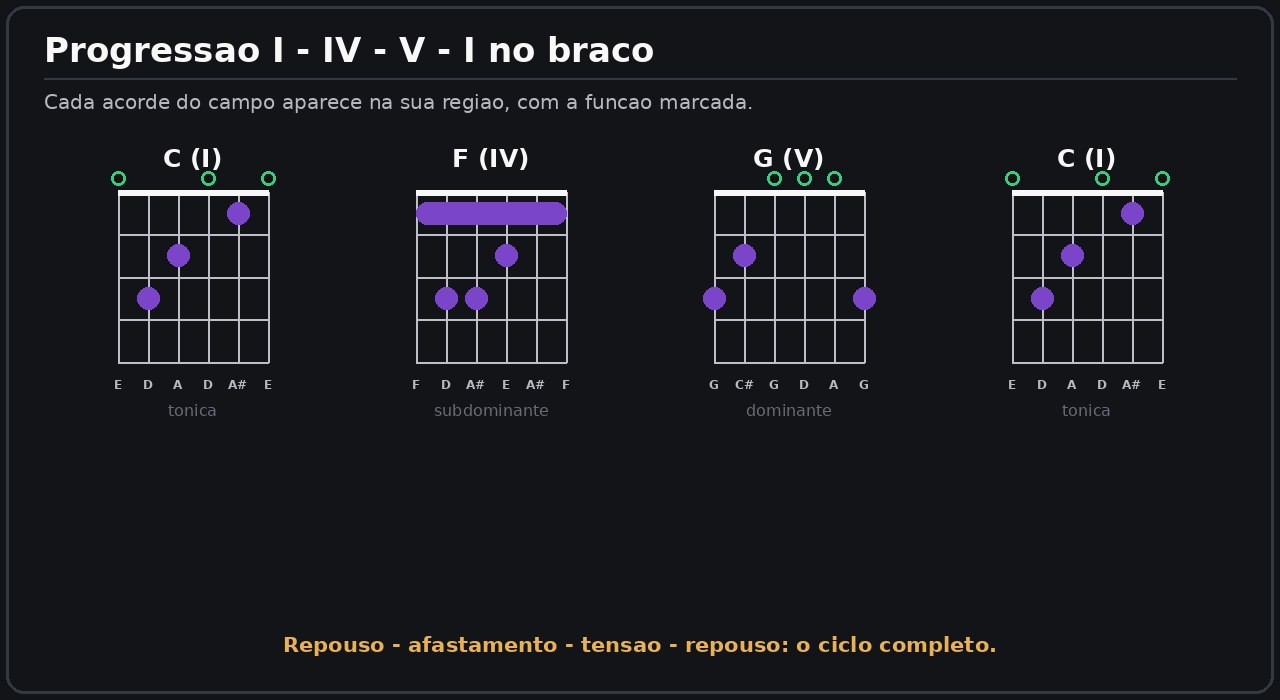 Progressao I - IV - V - I no braco
Cada acorde do campo aparece na sua regiao, com a funcao marcada.
C (I) F (IV) G (V) C (I)
E D A D A# E F D A# E A# F G C# G D A G E D A D A# E
tonica subdominante dominante tonica
Repouso - afastamento - tensao - repouso: o ciclo completo.